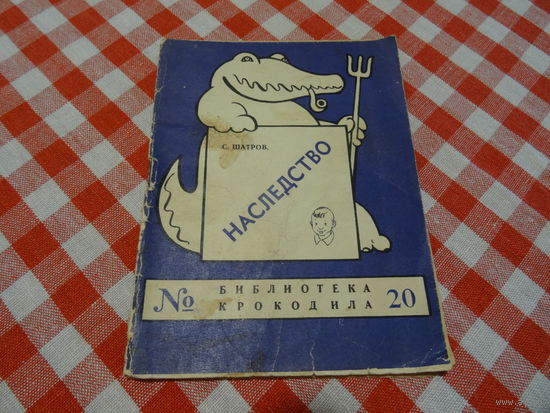 С. ШАТРОВ.
НАСЛЕДСТВО
№ БИБЛИОТЕКА КРОКОДИЛА 20